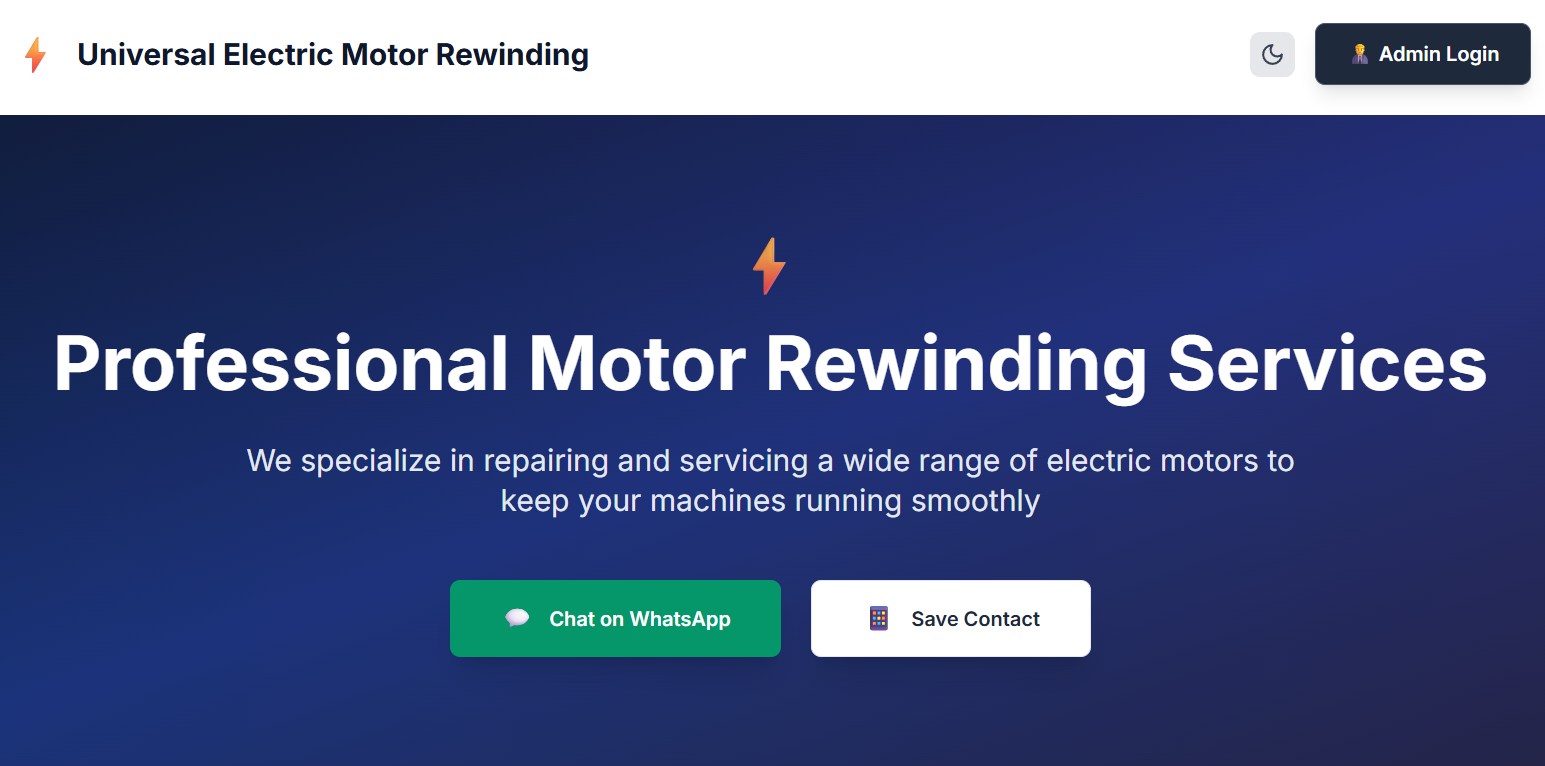 Universal Electric Motor Rewinding
Admin Login
Professional Motor Rewinding Services
We specialize in repairing and servicing a wide range of electric motors to
keep your machines running smoothly
Chat on WhatsApp
Save Contact